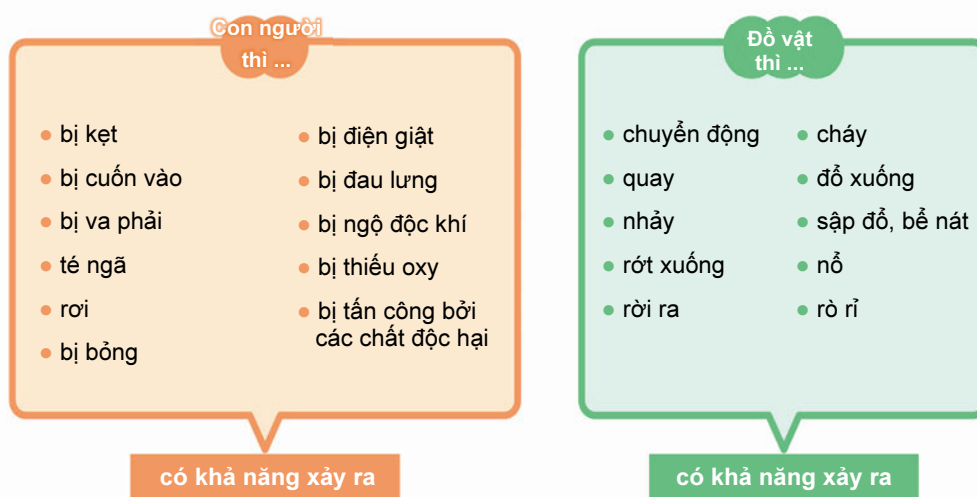 Con người
thì ...
• bị kẹt
• bị cuốn vào
• bị va phải
• té ngã
• rơi
• bị bỏng
• bị điện giật
• bị đau lưng
• bị ngộ độc khí
• bị thiếu oxy
• bị tấn công bởi
các chất độc hại
có khả năng xảy ra
Đồ vật
thì ...
• chuyển động
• quay
• nhảy
• rớt xuống
• rời ra
• cháy
• đổ xuống
• sập đổ, bể nát
• nổ
• rò rỉ
có khả năng xảy ra